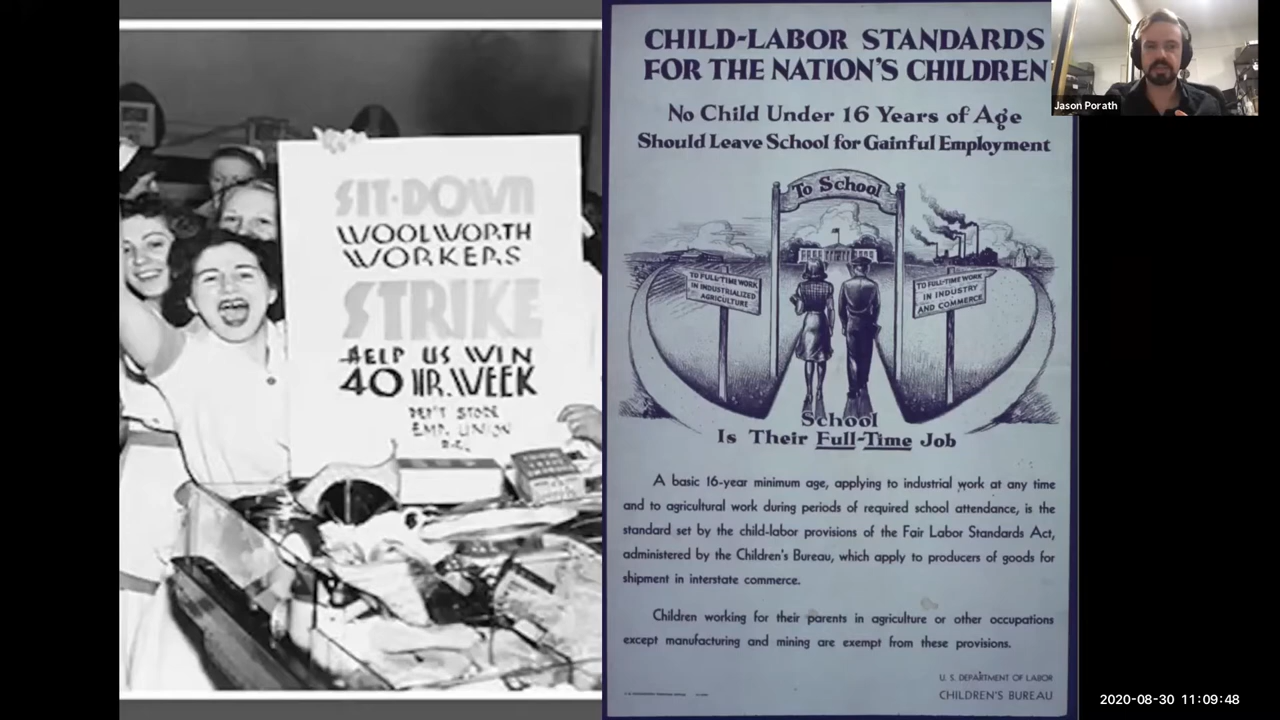 SIT-DOWN
WOOLWORTH
WORKERS
STRIKE
HELP US WIN
40 HR. WEEK
DEP'T STORE
EMP. UNION
CHILD-LABOR STANDARDS
FOR THE NATION'S CHILDREN
No Child Under 16 Years of Age
Should Leave School for Gainful Employment
To School
TO FULL-TIME WORK
IN INDUSTRIALIZED
AGRICULTURE
TO FULL-TIME WORK
IN INDUSTRY
AND COMMERCE
School
Is Their Full-Time Job
A basic 16-year minimum age, applying to industrial work at any time
and to agricultural work during periods of required school attendance, is the
standard set by the child-labor provisions of the Fair Labor Standards Act,
administered by the Children's Bureau, which apply to producers of goods for
shipment in interstate commerce.
Children working for their parents in agriculture or other occupations
except manufacturing and mining are exempt from these provisions.
U. S. DEPARTMENT OF LABOR
CHILDREN'S BUREAU
Jason Porath
2020-08-30 11:09:48